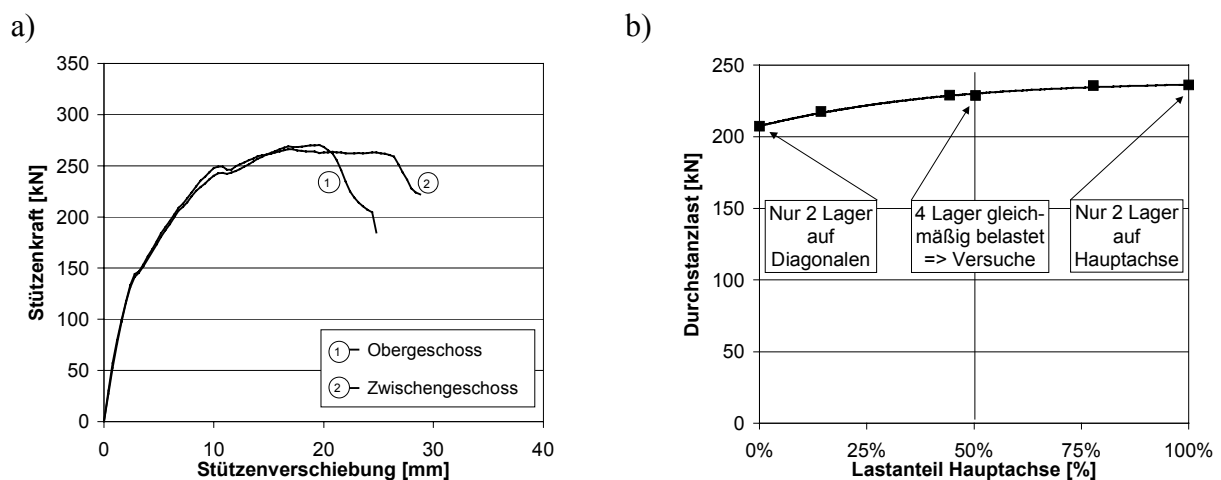 a)
350
300
250
200
150
100
50
0
Stützenkraft [kN]
0 10 20 30 40
Stützenverschiebung [mm]
1
2
1 Obergeschoss
2 Zwischengeschoss
b)
250
200
150
100
50
0
Durchstanzlast [kN]
Nur 2 Lager
auf
Diagonalen
4 Lager gleich-
mäßig belastet
=> Versuche
Nur 2 Lager
auf
Hauptachse
0% 25% 50% 75% 100%
Lastanteil Hauptachse [%]